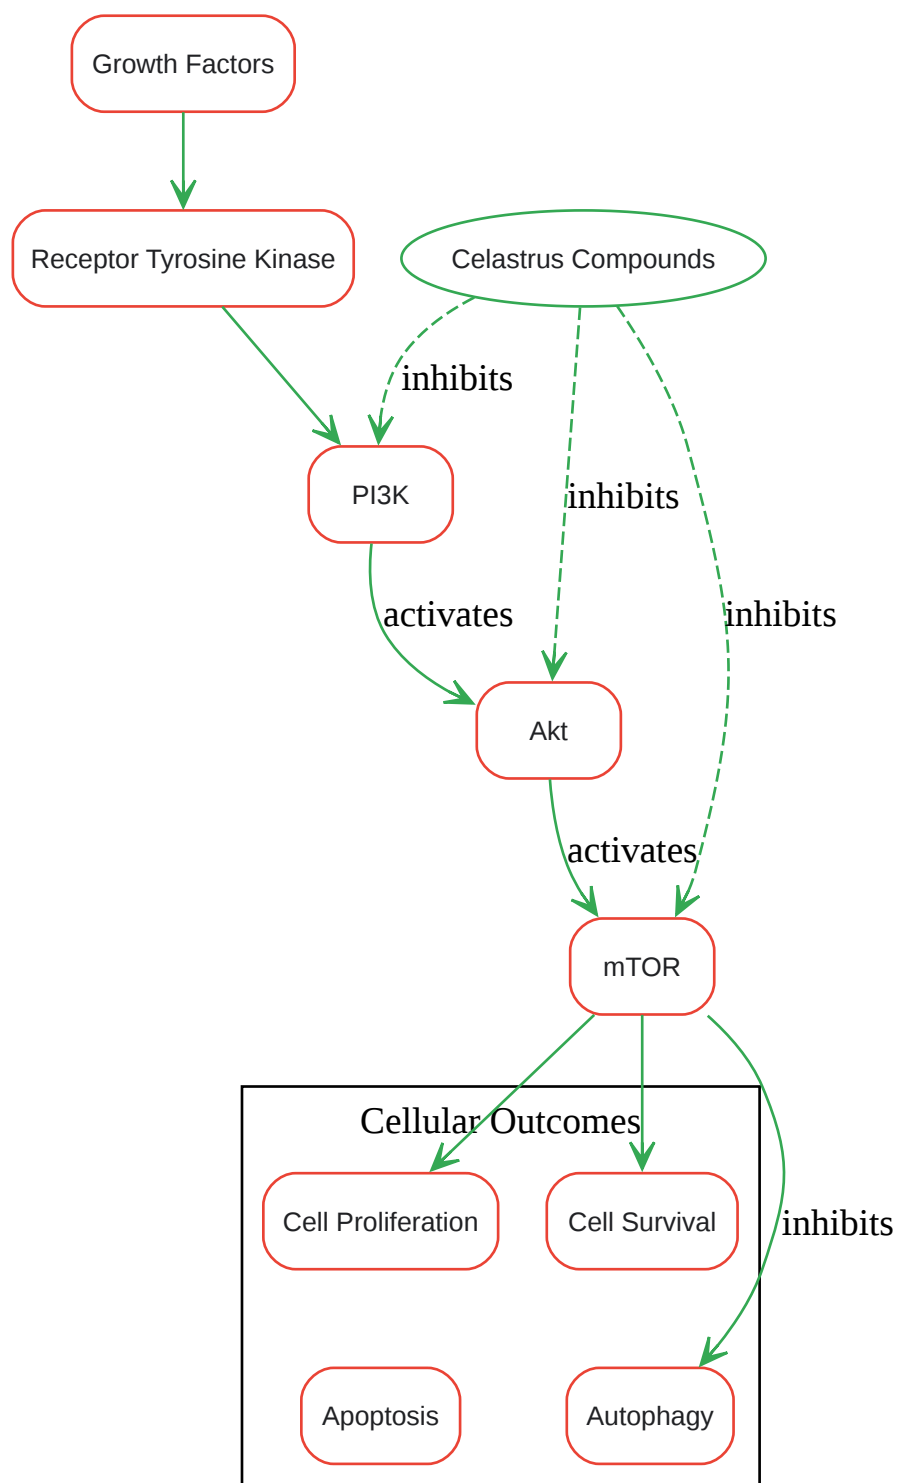 Growth Factors
Receptor Tyrosine Kinase
Celastrus Compounds
inhibits
PI3K
inhibits
activates
inhibits
Akt
activates
mTOR
Cellular Outcomes
Cell Proliferation
Cell Survival
inhibits
Apoptosis
Autophagy